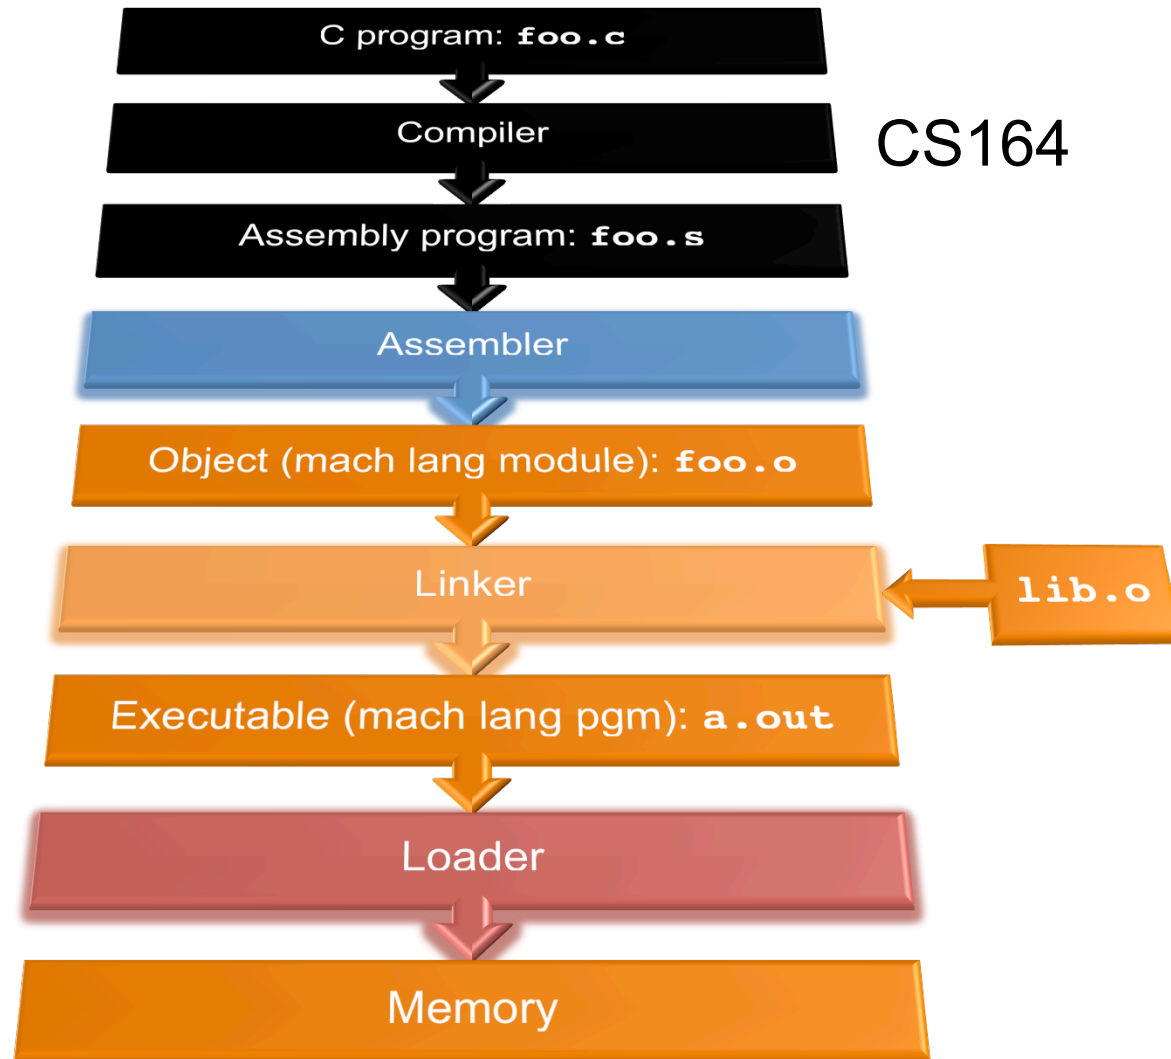 C program: foo.c
Compiler
CS164
Assembly program: foo.s
Assembler
Object (mach lang module): foo.o
Linker
lib.o
Executable (mach lang pgm): a.out
Loader
Memory